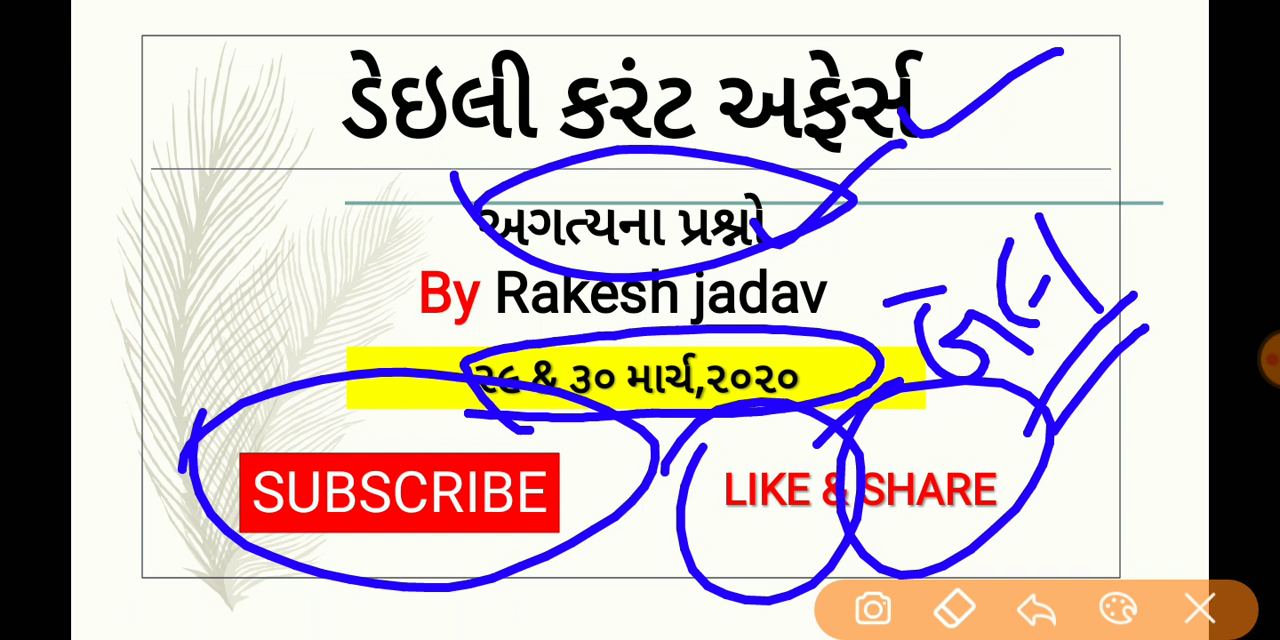 ડેઇલી કરંટ અફેર્સ
અગત્યના પ્રશ્નો
By Rakesh jadav
૨૯ & ૩૦ માર્ચ,૨૦૨૦
SUBSCRIBE
LIKE & SHARE